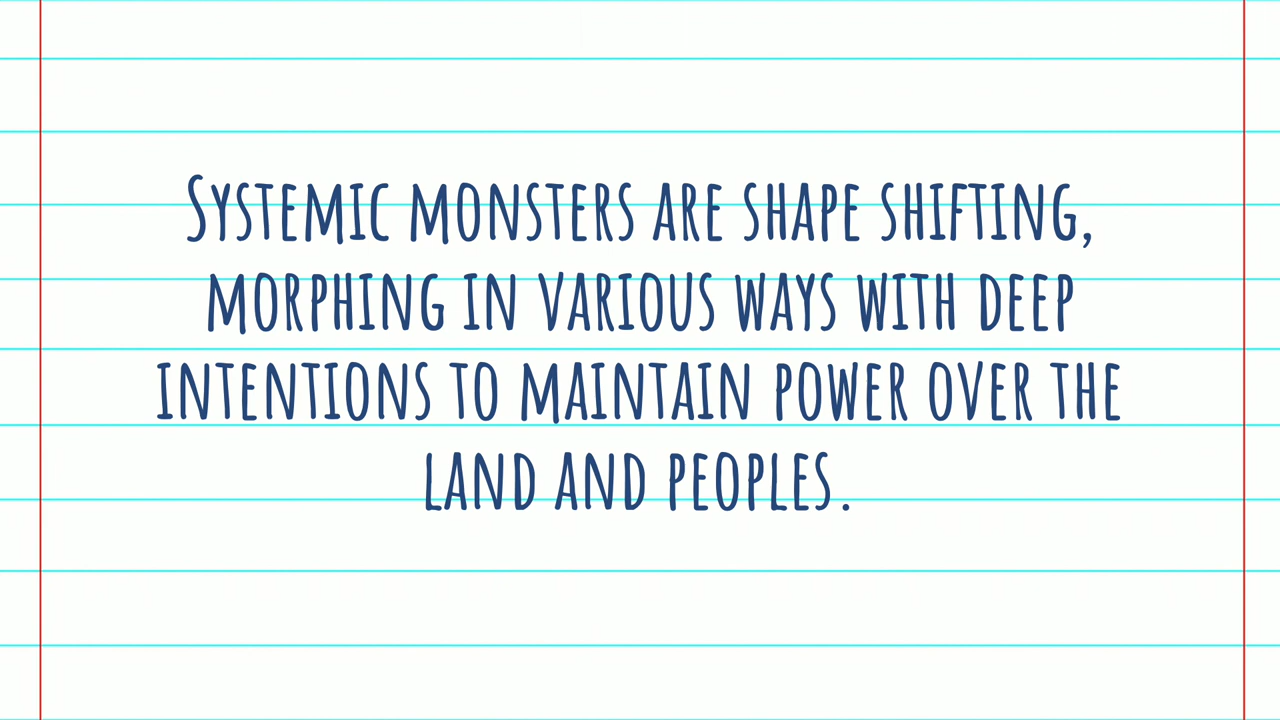 Systemic monsters are shape shifting,
morphing in various ways with deep
intentions to maintain power over the
land and peoples.